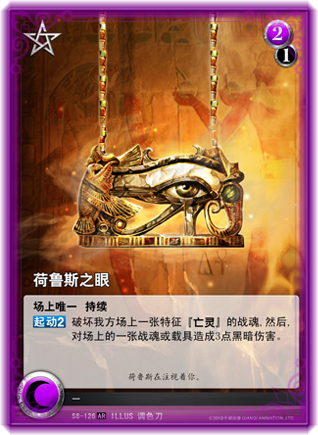 2
1
荷鲁斯之眼
场上唯一 持续
起动2 破坏我方场上一张特征『亡灵』的战魂,然后,
对场上的一张战魂或载具造成3点黑暗伤害。
荷鲁斯在注视着你。
—
S8-126 AR ILLUS 调色刀